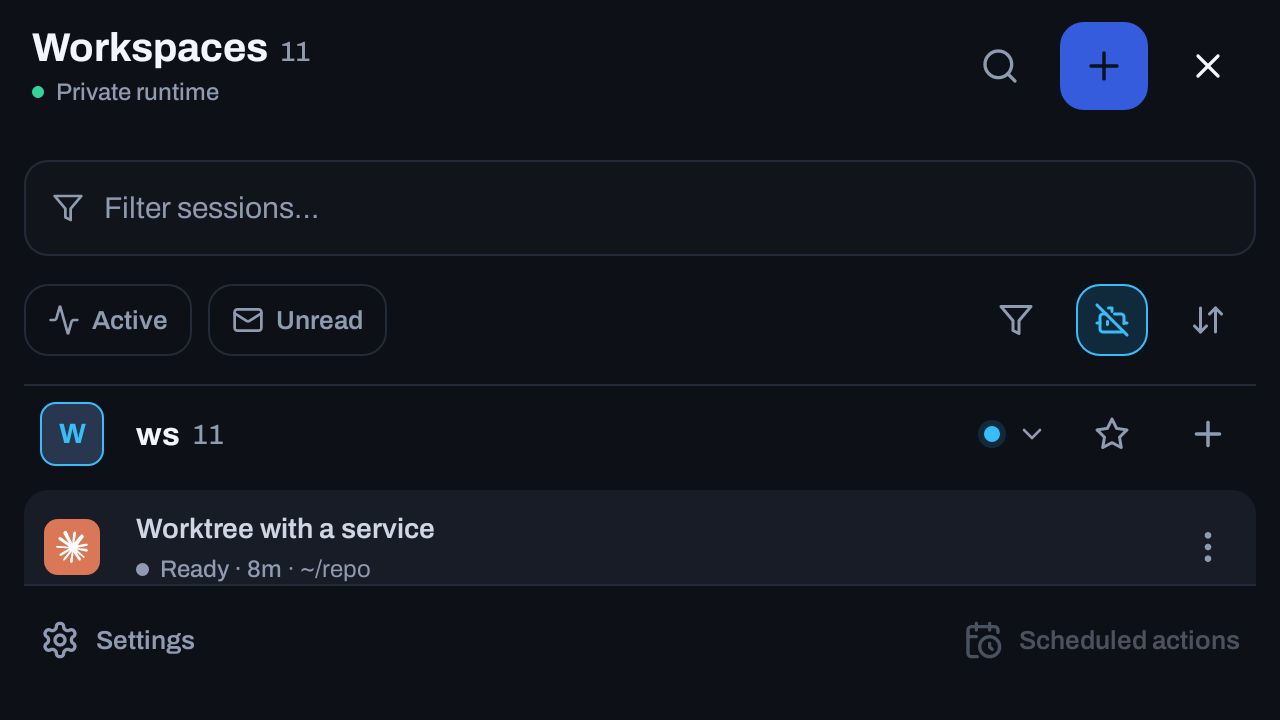 Workspaces 11
Private runtime
Filter sessions...
Active
Unread
W
ws 11
Worktree with a service
Ready · 8m · ~/repo
Settings
Scheduled actions